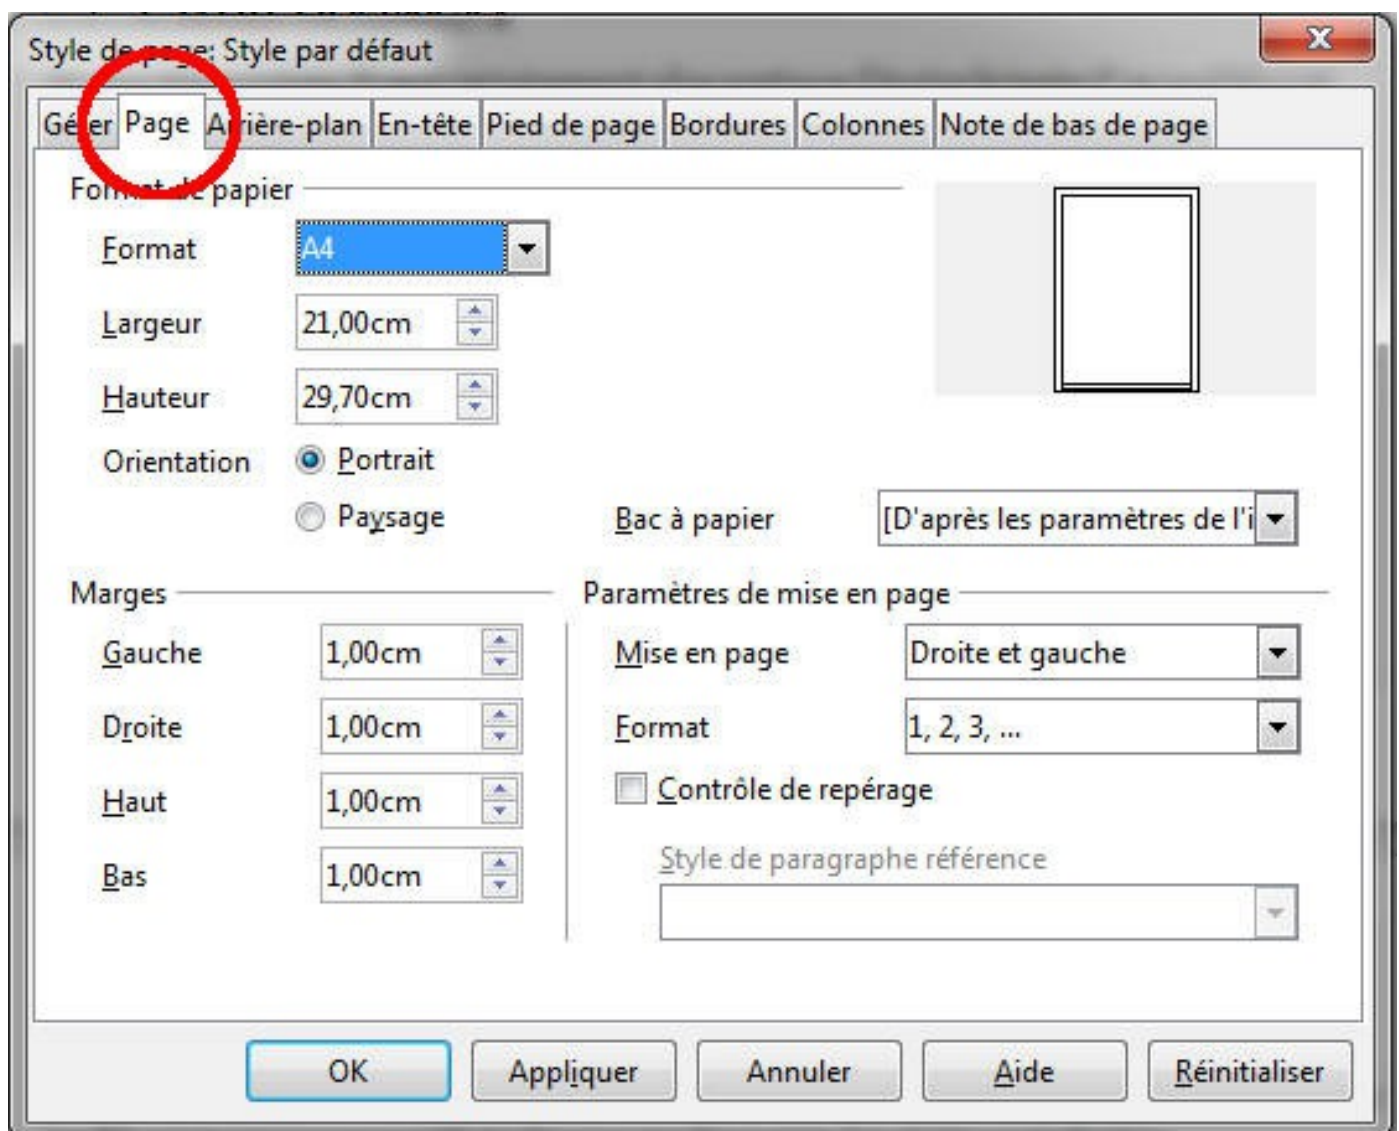 Style de page: Style par défaut
Gérer Page Arrière-plan En-tête Pied de page Bordures Colonnes Note de bas de page
Format de papier
Format A4
Largeur 21,00cm
Hauteur 29,70cm
Orientation Portrait
Paysage Bac à papier [D'après les paramètres de l'i
Marges Paramètres de mise en page
Gauche 1,00cm Mise en page Droite et gauche
Droite 1,00cm Format 1, 2, 3, ...
Haut 1,00cm Contrôle de repérage
Bas 1,00cm Style de paragraphe référence
OK Appliquer Annuler Aide Réinitialiser